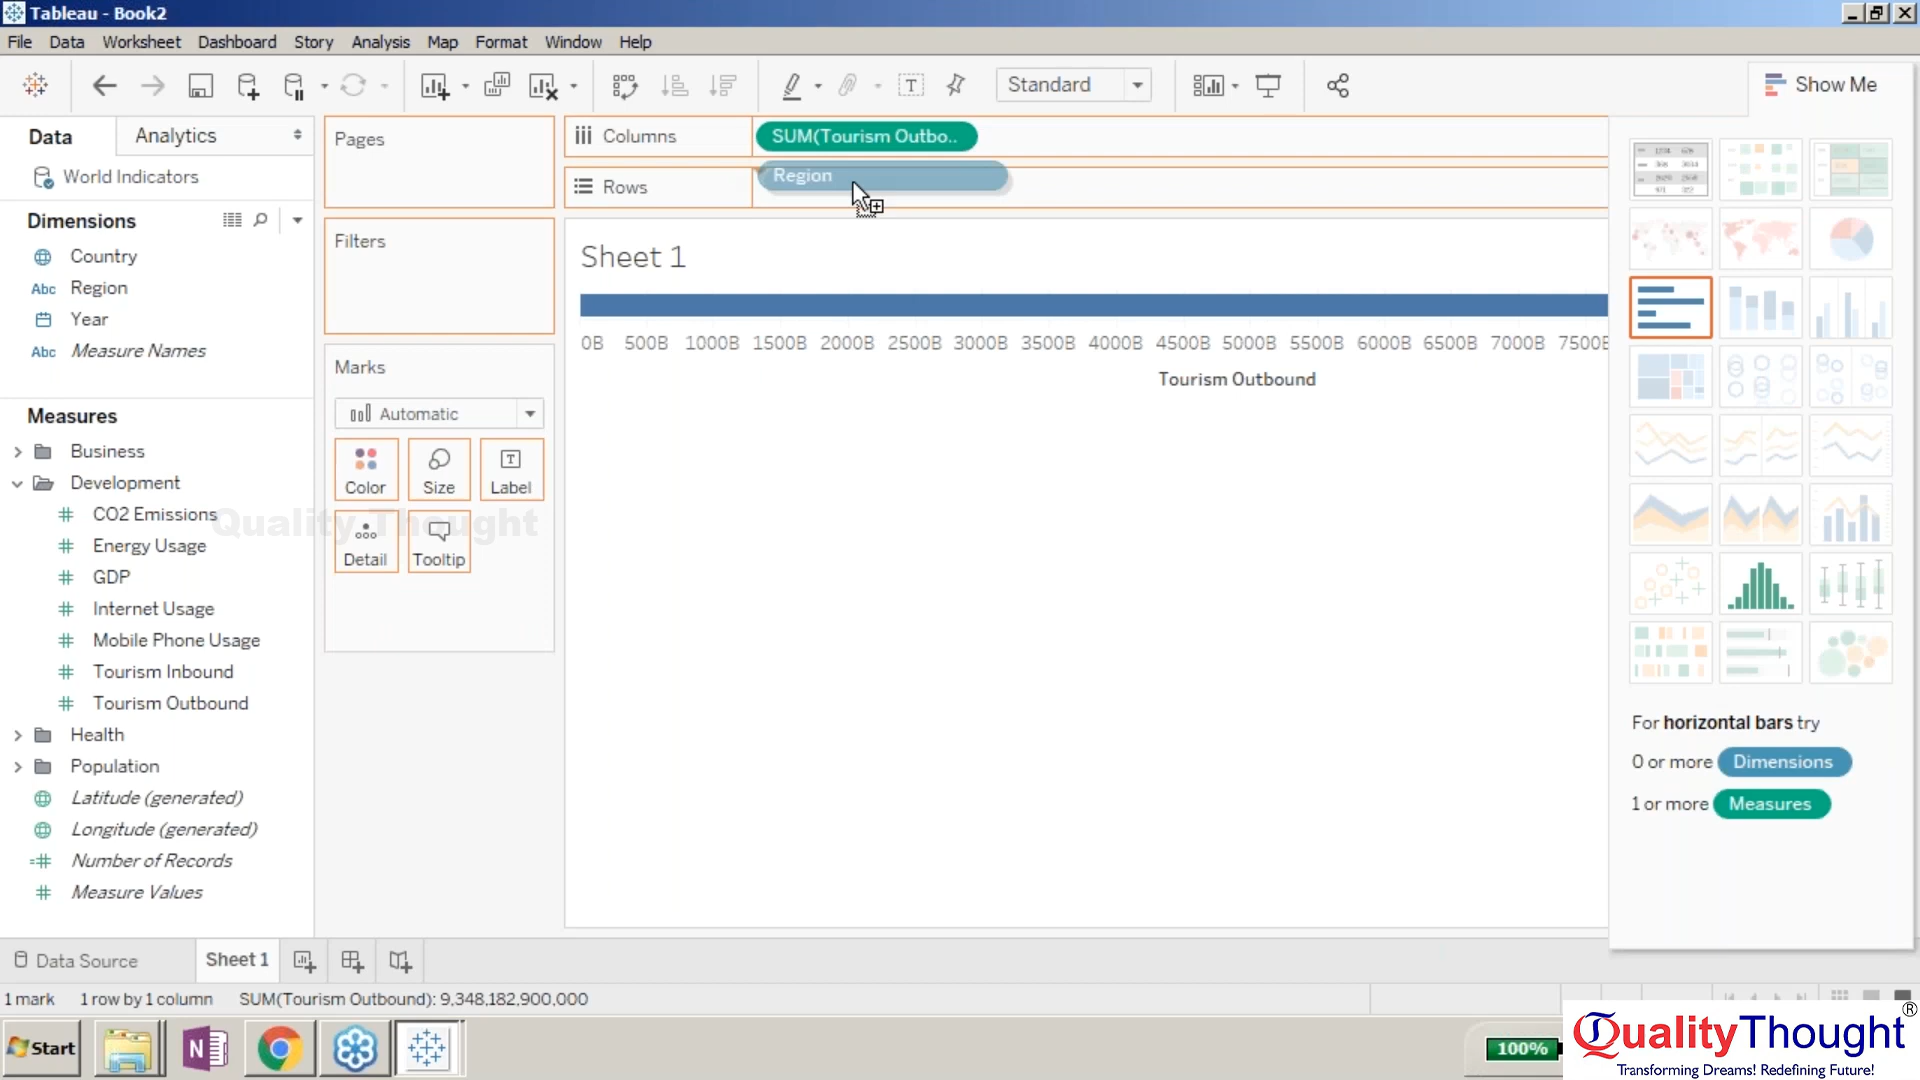 Tableau - Book2
File Data Worksheet Dashboard Story Analysis Map Format Window Help
Standard
Show Me
Data Analytics
World Indicators
Dimensions
Country
Region
Year
Measure Names
Measures
Business
Development
CO2 Emissions
Energy Usage
GDP
Internet Usage
Mobile Phone Usage
Tourism Inbound
Tourism Outbound
Health
Population
Latitude (generated)
Longitude (generated)
Number of Records
Measure Values
Pages
Filters
Marks
Automatic
Color Size Label
Detail Tooltip
Quality Thought
Columns SUM(Tourism Outbo..
Rows Region
Sheet 1
0B 500B 1000B 1500B 2000B 2500B 3000B 3500B 4000B 4500B 5000B 5500B 6000B 6500B 7000B 7500B
Tourism Outbound
For horizontal bars try
0 or more Dimensions
1 or more Measures
Data Source Sheet 1
1 mark 1 row by 1 column SUM(Tourism Outbound): 9,348,182,900,000
Start
100%
QualityThought®
Transforming Dreams! Redefining Future!